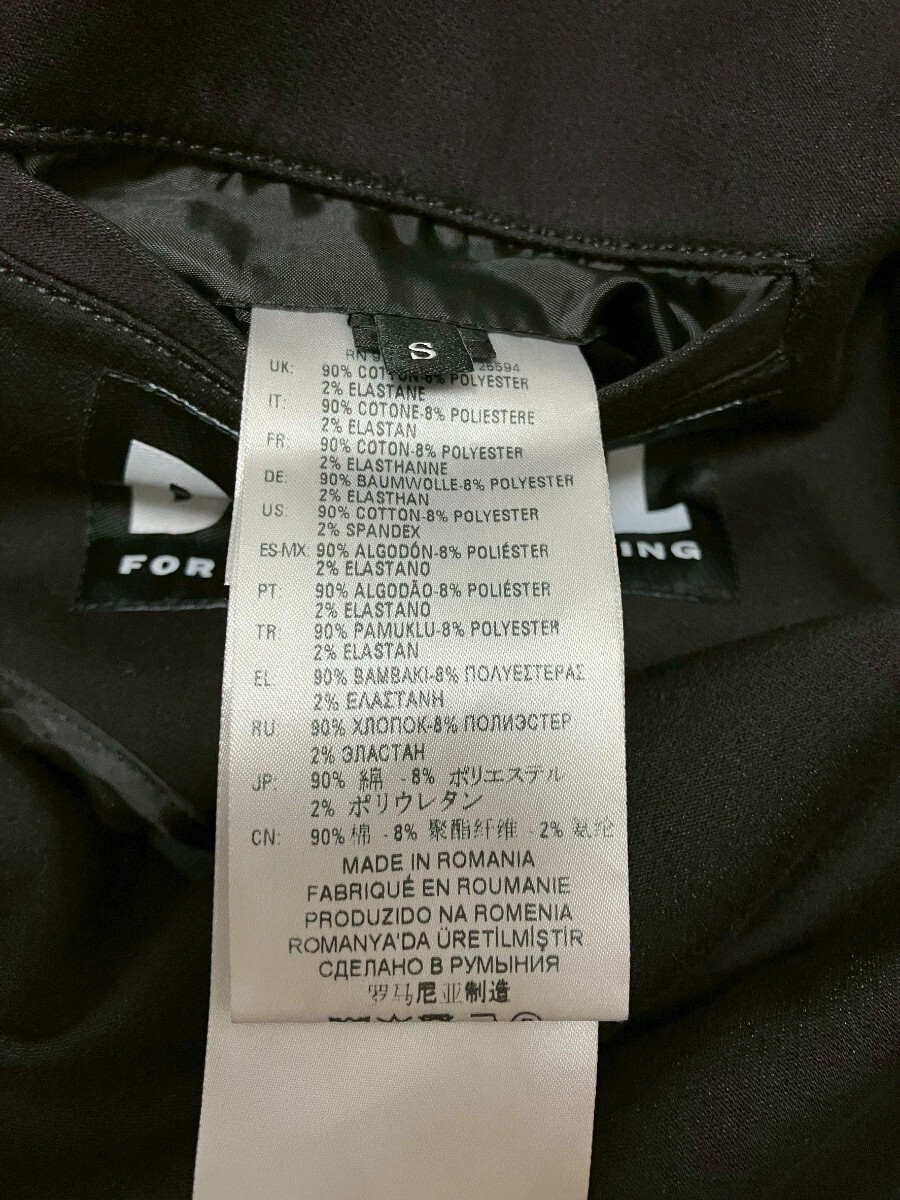 S
RN 9 25594
UK: 90% COTTON-8% POLYESTER
2% ELASTANE
IT: 90% COTONE-8% POLIESTERE
2% ELASTAN
FR 90% COTON-8% POLYESTER
2% ELASTHANNE
DE: 90% BAUMWOLLE-8% POLYESTER
2% ELASTHAN
US: 90% COTTON-8% POLYESTER
2% SPANDEX
ES-MX: 90% ALGODÓN-8% POLIÉSTER
2% ELASTANO
PT: 90% ALGODÃO-8% POLIÉSTER
2% ELASTANO
TR: 90% PAMUKLU-8% POLYESTER
2% ELASTAN
EL: 90% ΒΑΜΒΑΚΙ-8% ΠΟΛΥΕΣΤΕΡΑΣ
2% ΕΛΑΣΤΑΝΗ
RU: 90% ХЛОПОК-8% ПОЛИЭСТЕР
2% ЭЛАСТАН
JP: 90% 綿 -8% ポリエステル
2% ポリウレタン
CN: 90% 棉 -8% 聚酯纤维 -2% 氨纶
MADE IN ROMANIA
FABRIQUÉ EN ROUMANIE
PRODUZIDO NA ROMENIA
ROMANYA'DA ÜRETİLMİŞTİR
СДЕЛАНО В РУМЫНИЯ
罗马尼亚制造
FOR ING